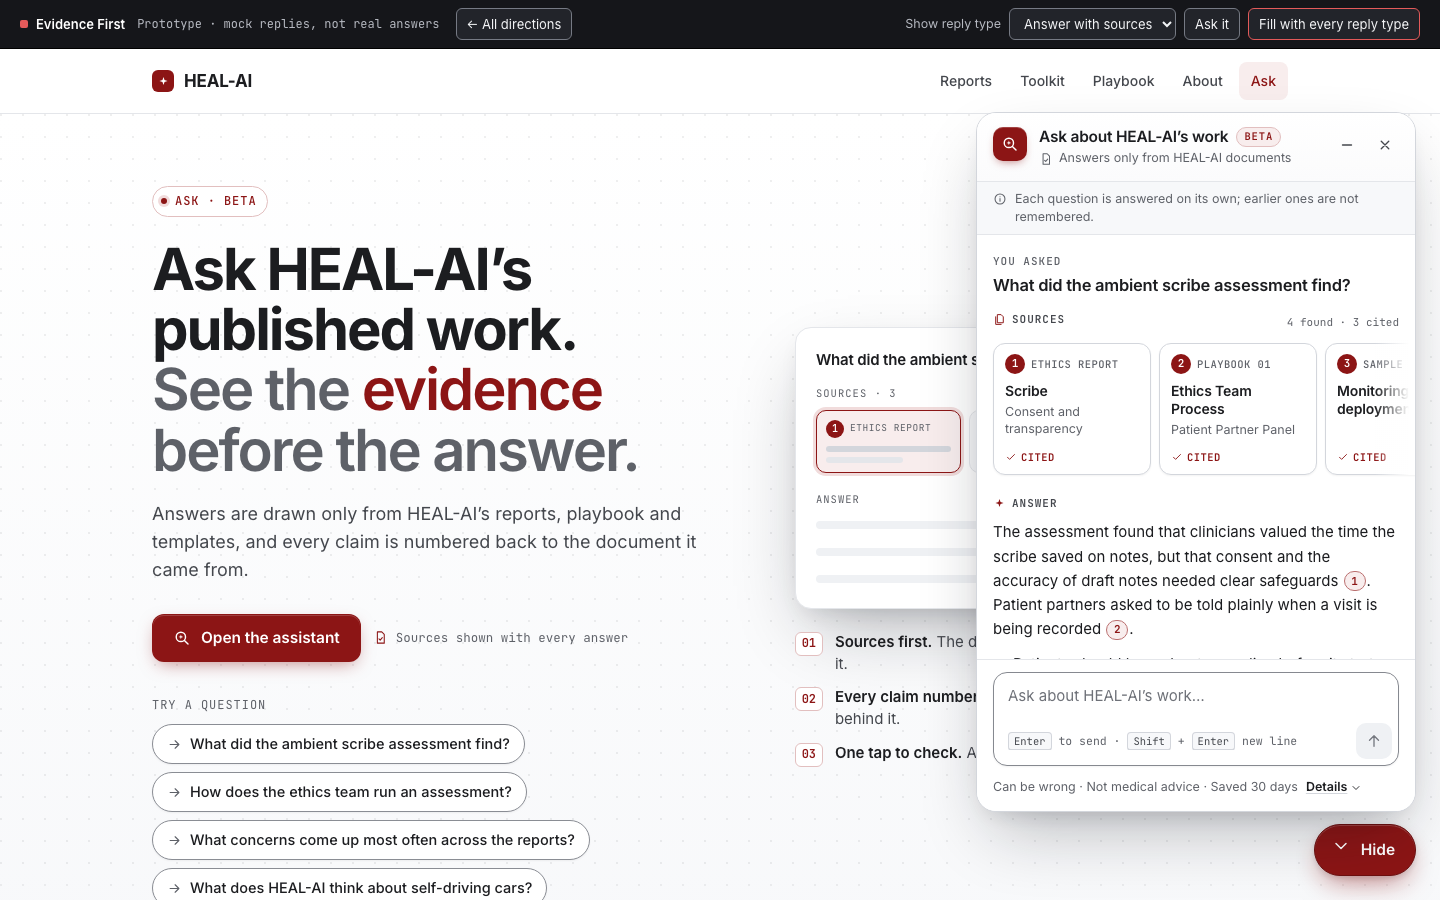 Evidence First
Prototype · mock replies, not real answers
← All directions
Show reply type
Answer with sources
Ask it
Fill with every reply type
HEAL-AI
Reports
Toolkit
Playbook
About
Ask
ASK · BETA
Ask HEAL-AI’s
published work.
See the evidence
before the answer.
Answers are drawn only from HEAL-AI’s reports, playbook and
templates, and every claim is numbered back to the document it
came from.
Open the assistant
Sources shown with every answer
TRY A QUESTION
→ What did the ambient scribe assessment find?
→ How does the ethics team run an assessment?
→ What concerns come up most often across the reports?
→ What does HEAL-AI think about self-driving cars?
What did the ambient s
SOURCES · 3
1 ETHICS REPORT
ANSWER
01 Sources first. The d
it.
02 Every claim number
behind it.
03 One tap to check. A
Ask about HEAL-AI’s work BETA
Answers only from HEAL-AI documents
Each question is answered on its own; earlier ones are not
remembered.
YOU ASKED
What did the ambient scribe assessment find?
SOURCES
4 found · 3 cited
1 ETHICS REPORT
Scribe
Consent and
transparency
CITED
2 PLAYBOOK 01
Ethics Team
Process
Patient Partner Panel
CITED
3 SAMPLE
Monitoring
deploymer
CITED
ANSWER
The assessment found that clinicians valued the time the
scribe saved on notes, but that consent and the
accuracy of draft notes needed clear safeguards 1.
Patient partners asked to be told plainly when a visit is
being recorded 2.
Ask about HEAL-AI’s work...
Enter to send · Shift + Enter new line
Can be wrong · Not medical advice · Saved 30 days Details
Hide